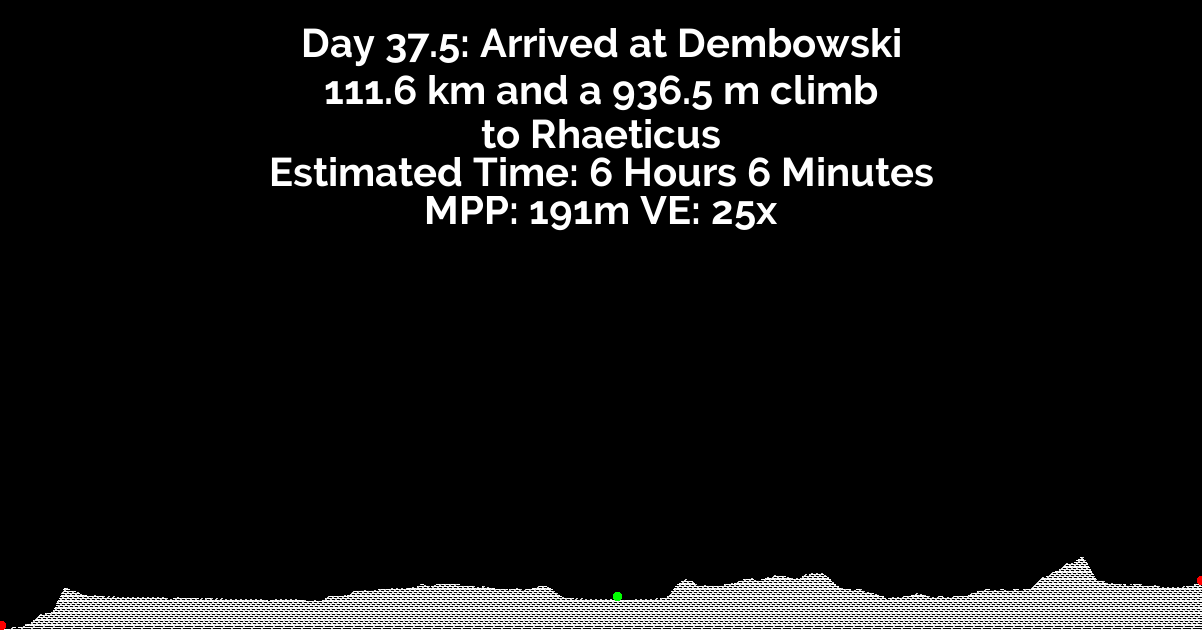 Day 37.5: Arrived at Dembowski
111.6 km and a 936.5 m climb
to Rhaeticus
Estimated Time: 6 Hours 6 Minutes
MPP: 191m VE: 25x